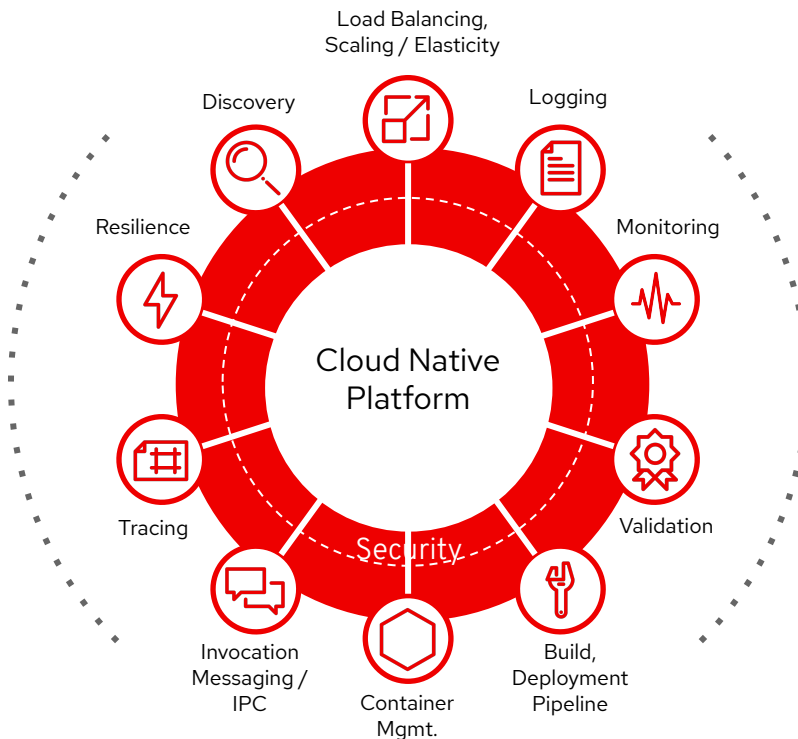 Load Balancing,
Scaling / Elasticity
Discovery
Logging
Resilience
Monitoring
Cloud Native
Platform
Tracing
Validation
Security
Invocation
Messaging /
IPC
Build,
Deployment
Pipeline
Container
Mgmt.